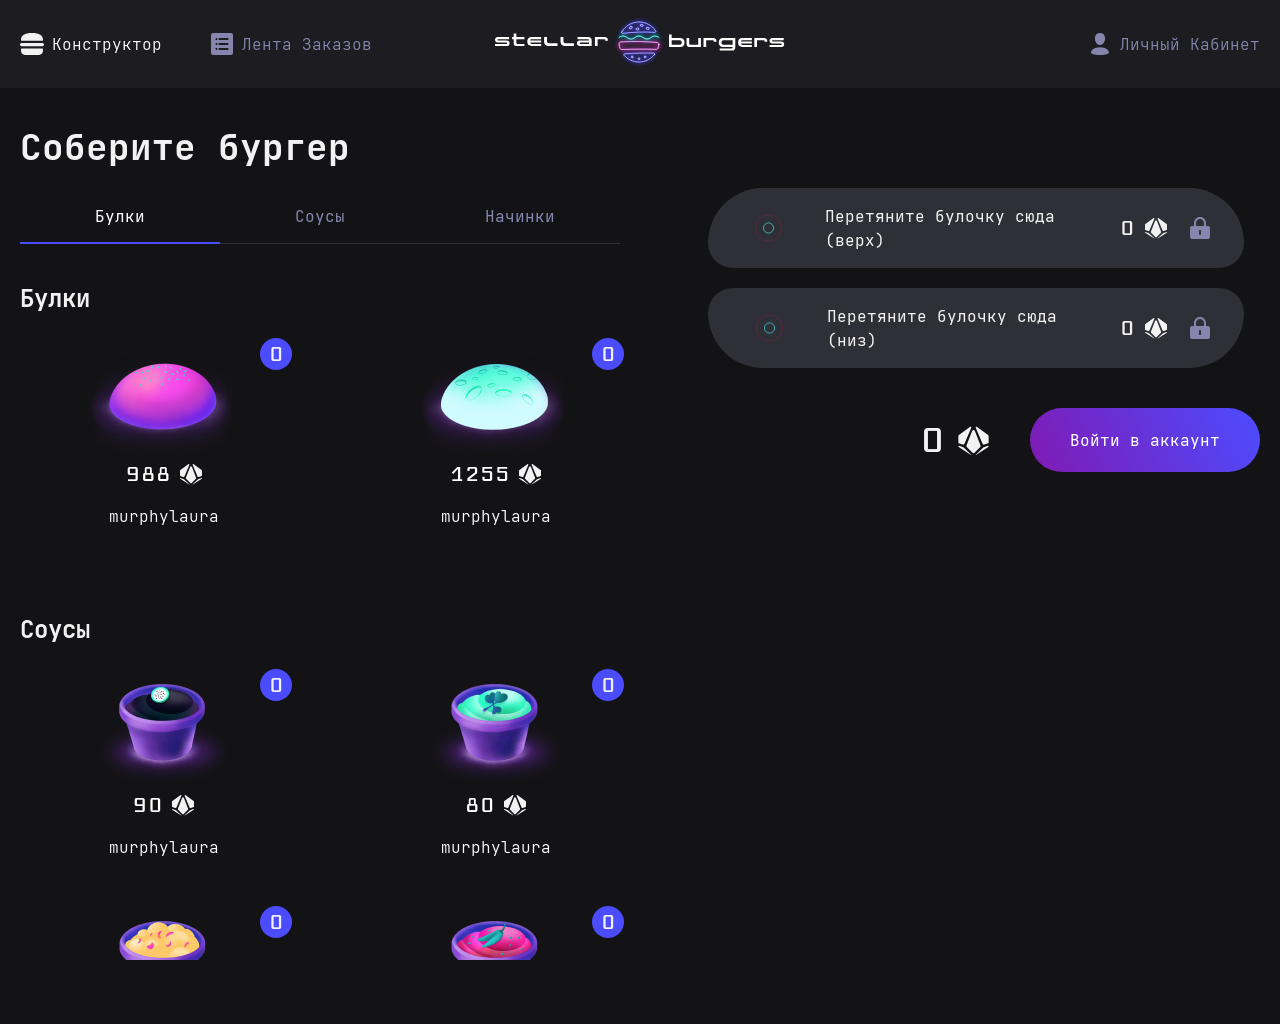 Конструктор
Лента Заказов
stellar burgers
Личный Кабинет
Соберите бургер
Булки
Соусы
Начинки
Перетяните булочку сюда
(верх)
0
Перетяните булочку сюда
(низ)
0
0
Войти в аккаунт
Булки
0
0
988
1255
murphylaura
murphylaura
Соусы
0
0
90
80
murphylaura
murphylaura
0
0